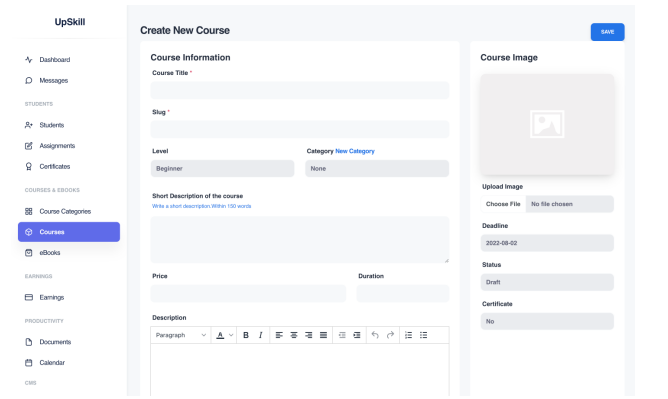 UpSkill
Dashboard
Messages
STUDENTS
Students
Assignments
Certificates
COURSES & EBOOKS
Course Categories
Courses
eBooks
EARNINGS
Earnings
PRODUCTIVITY
Documents
Calendar
CMS
Create New Course
SAVE
Course Information
Course Title *
Slug *
Level
Category New Category
Beginner
None
Short Description of the course
Write a short description.Within 150 words
Price
Duration
Description
Paragraph
A
B
I
Course Image
Upload Image
Choose File No file chosen
Deadline
2022-08-02
Status
Draft
Certificate
No